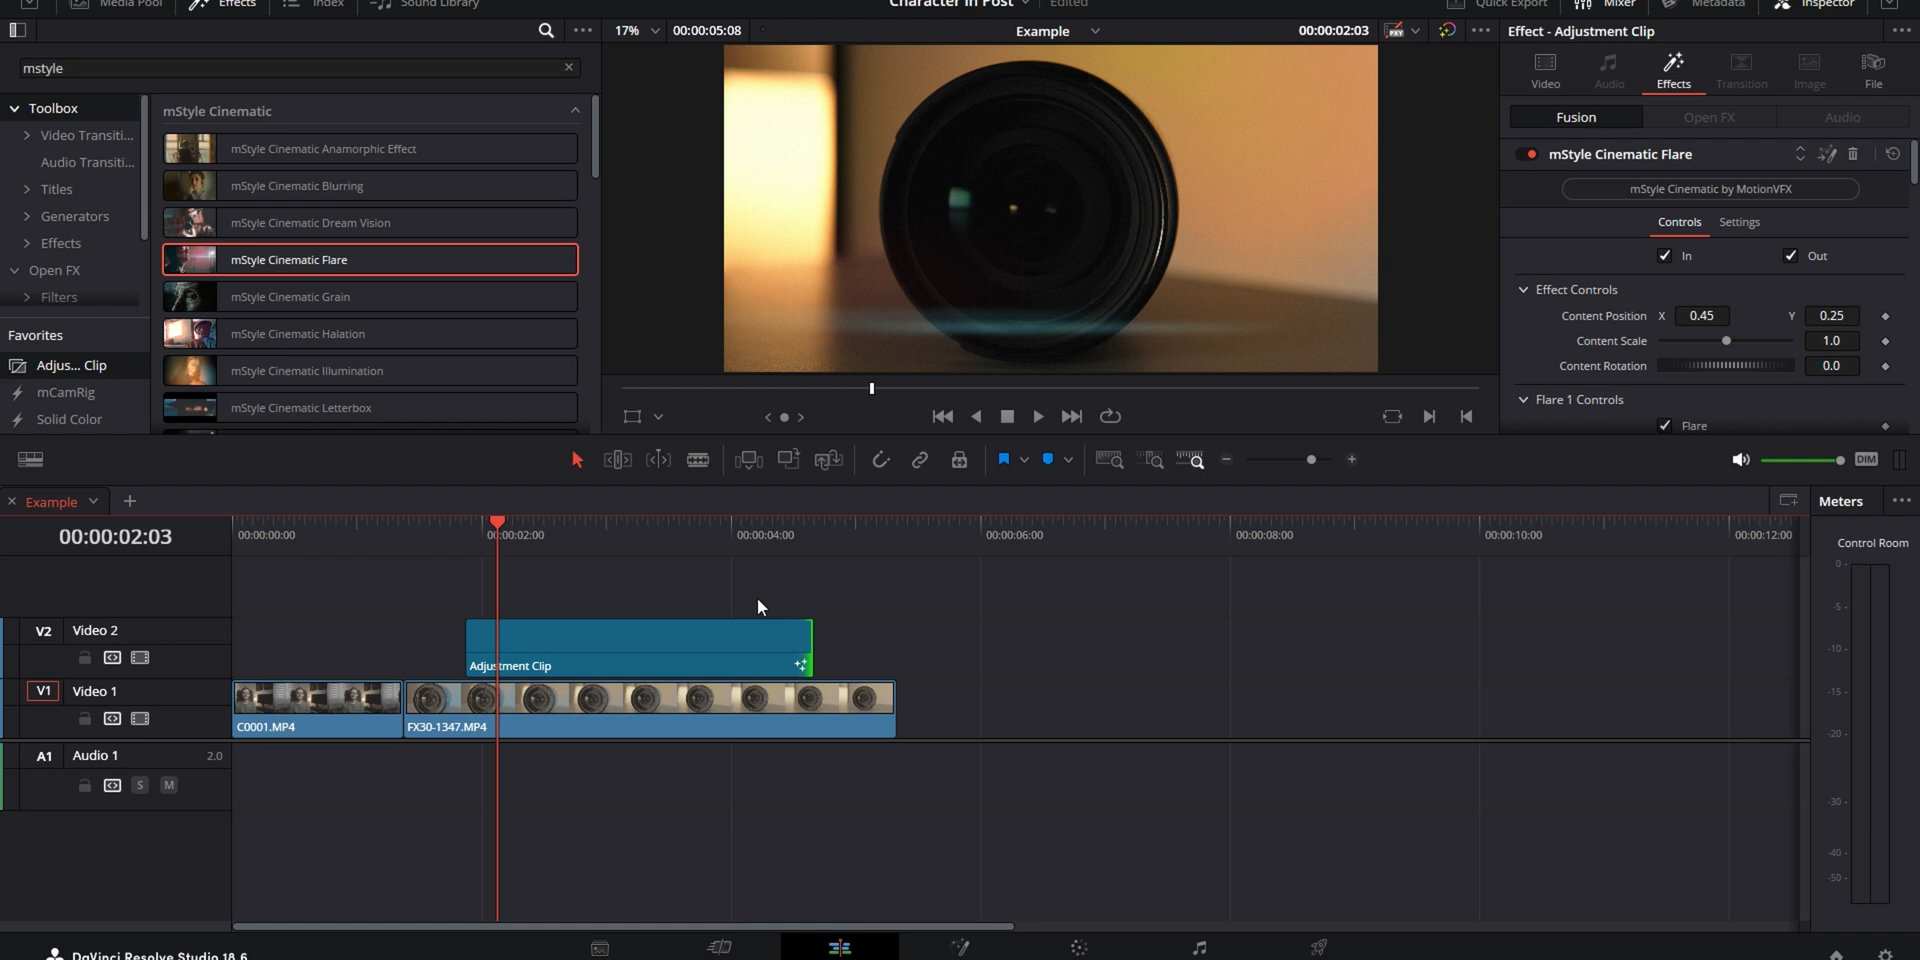 Media Pool
Effects
Index
Sound Library
Character in Post
Edited
Quick Export
Mixer
Metadata
Inspector
17%
00:00:05:08
Example
00:00:02:03
Effect - Adjustment Clip
mstyle
Video
Audio
Effects
Transition
Image
File
Toolbox
Video Transiti...
Audio Transiti...
Titles
Generators
Effects
Open FX
Filters
mStyle Cinematic
mStyle Cinematic Anamorphic Effect
mStyle Cinematic Blurring
mStyle Cinematic Dream Vision
mStyle Cinematic Flare
mStyle Cinematic Grain
mStyle Cinematic Halation
mStyle Cinematic Illumination
mStyle Cinematic Letterbox
Favorites
Adjus... Clip
mCamRig
Solid Color
Fusion
Open FX
Audio
mStyle Cinematic Flare
mStyle Cinematic by MotionVFX
Controls
Settings
In
Out
Effect Controls
Content Position X 0.45 Y 0.25
Content Scale 1.0
Content Rotation 0.0
Flare 1 Controls
Flare
DIM
Example
Meters
00:00:02:03
00:00:00:00
00:00:02:00
00:00:04:00
00:00:06:00
00:00:08:00
00:00:10:00
00:00:12:00
Control Room
0
-5
-10
-15
-20
-30
-40
-50
V2 Video 2
Adjustment Clip
V1 Video 1
C0001.MP4
FX30-1347.MP4
A1 Audio 1 2.0
S M
DaVinci Resolve Studio 18.6